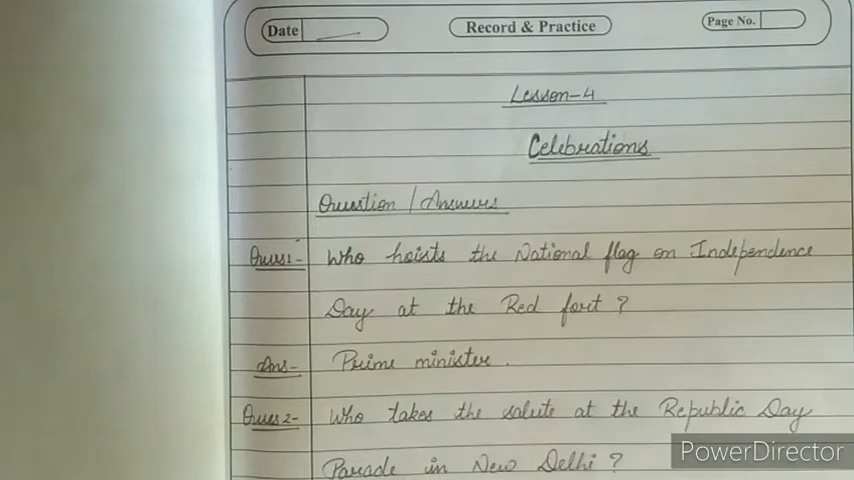 Date
Record & Practice
Page No.
Lesson-4
Celebrations
Question / Answers
Ques1- Who hoists the National flag on Independence
Day at the Red fort ?
Ans- Prime minister.
Ques2- Who takes the salute at the Republic Day
Parade in New Delhi ?
PowerDirector